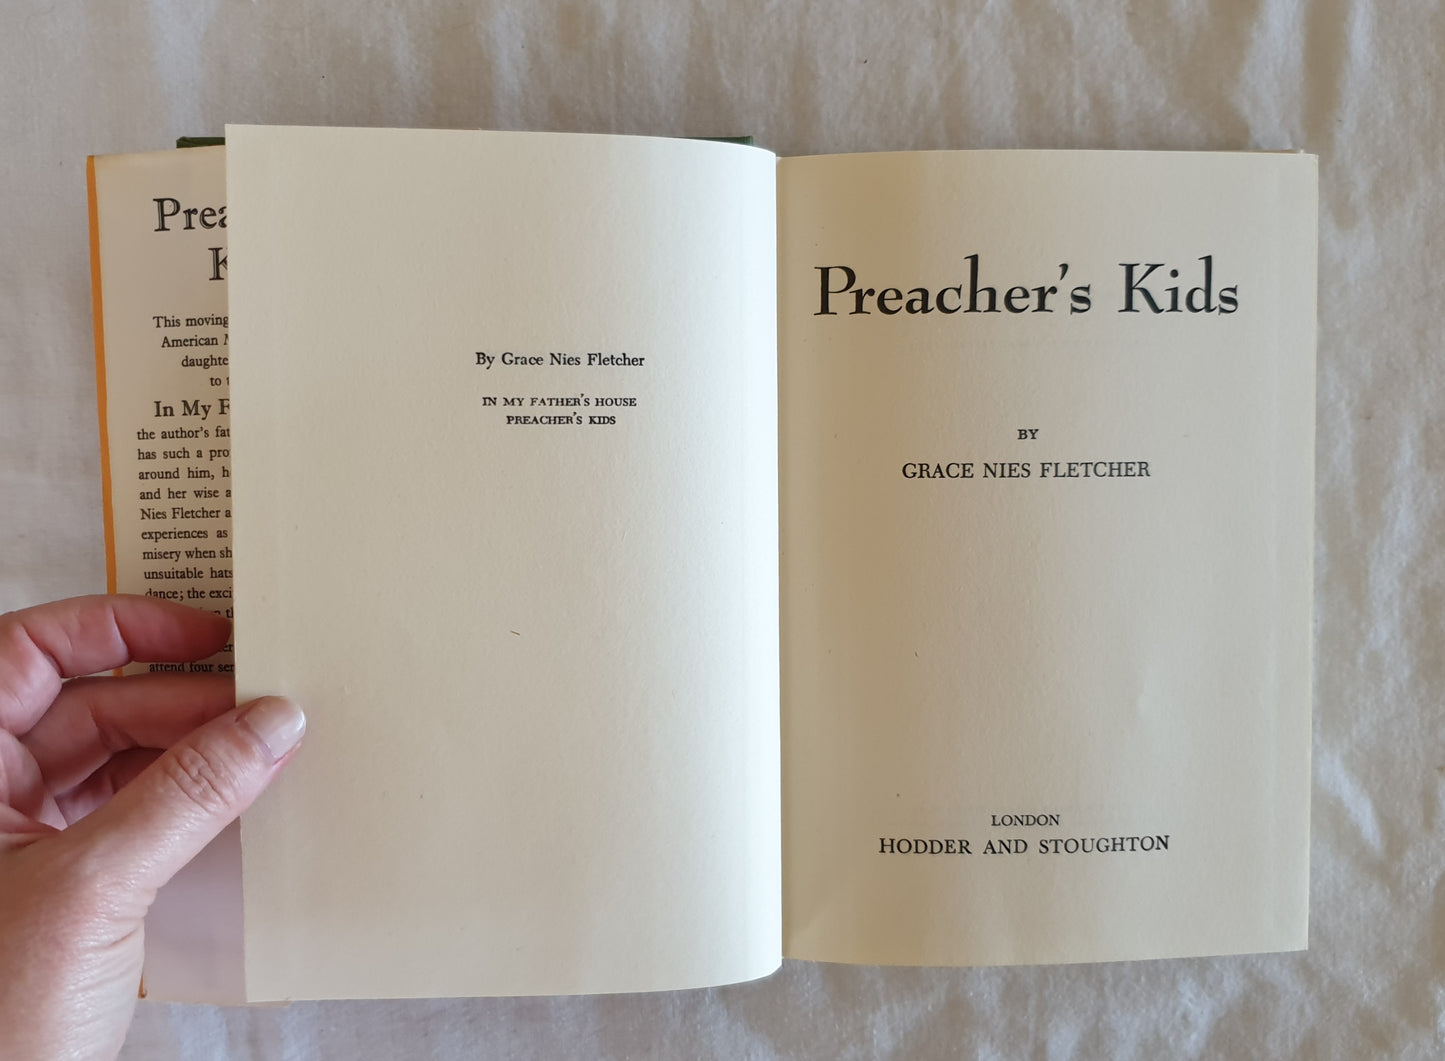 This moving
American
daughte
to
In My F
the author's fat
has such a pro
around him, h
and her wise a
Nies Fletcher a
experiences as
misery when sh
unsuitable hats
dance; the exci
attend four ser
By Grace Nies Fletcher
IN MY FATHER'S HOUSE
PREACHER'S KIDS
Preacher's Kids
BY
GRACE NIES FLETCHER
LONDON
HODDER AND STOUGHTON